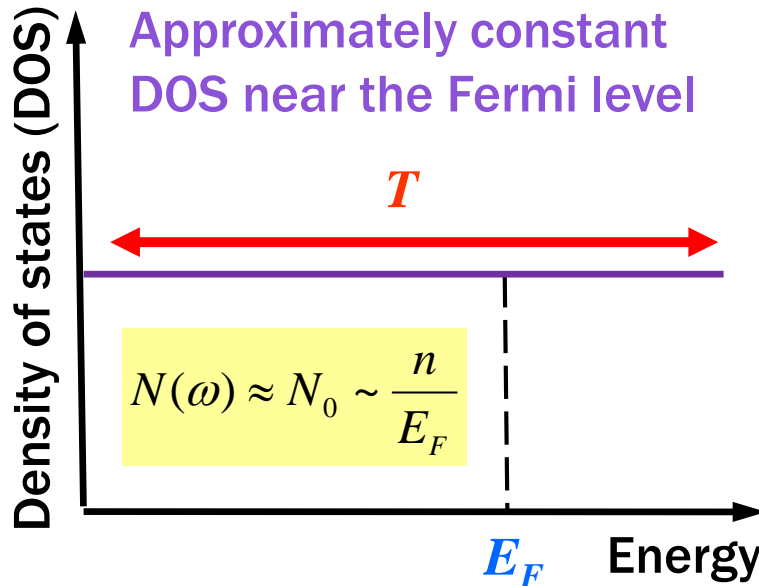 Approximately constant
DOS near the Fermi level
Density of states (DOS)
T
N(ω) ≈ N₀ ~ n/E_F
E_F
Energy